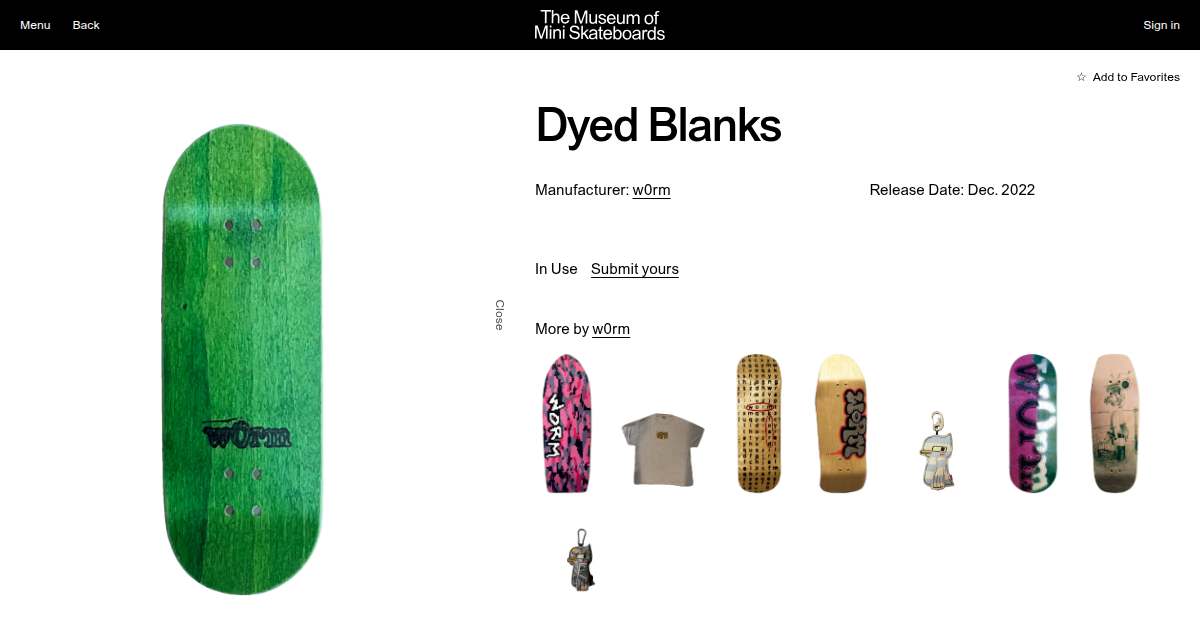 Menu
Back
The Museum of
Mini Skateboards
Sign in
☆ Add to Favorites
Dyed Blanks
Manufacturer: w0rm
Release Date: Dec. 2022
In Use
Submit yours
Close
More by w0rm
w0rm
WORM